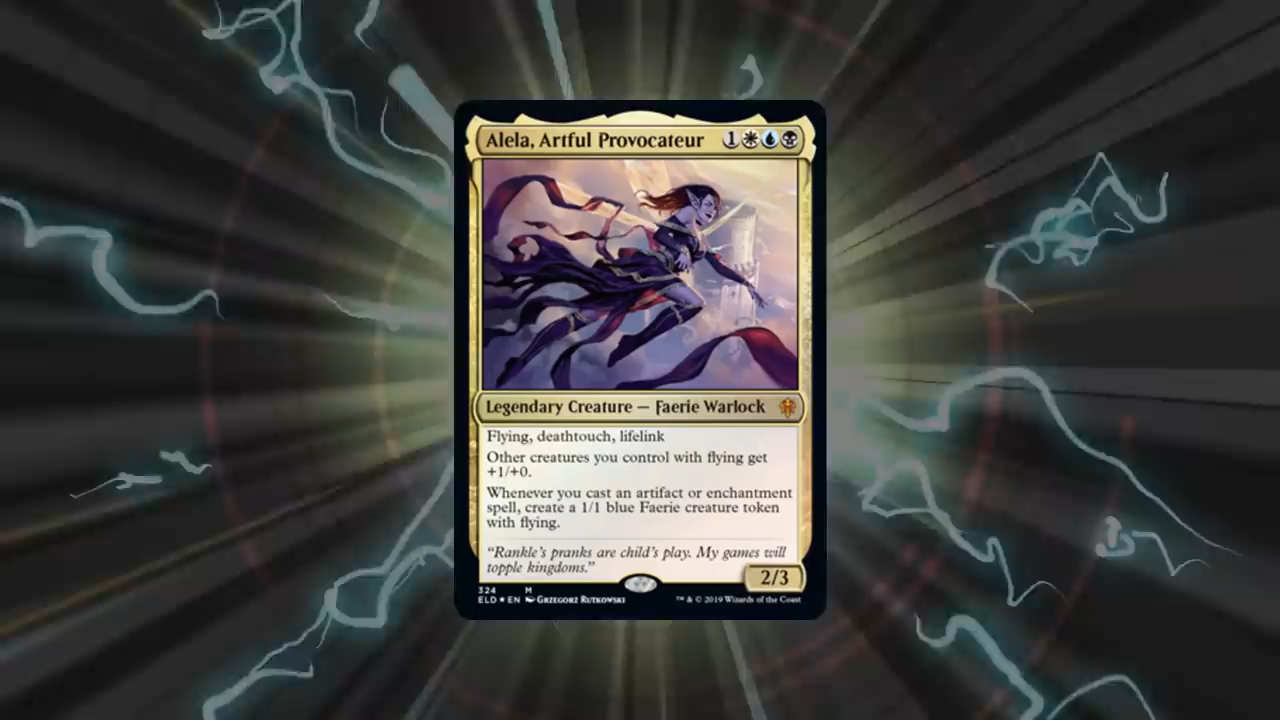 Alela, Artful Provocateur 1
Legendary Creature — Faerie Warlock
Flying, deathtouch, lifelink
Other creatures you control with flying get
+1/+0.
Whenever you cast an artifact or enchantment
spell, create a 1/1 blue Faerie creature token
with flying.
“Rankle’s pranks are child’s play. My games will
topple kingdoms.”
2/3
324 M
ELD ★ EN Grzegorz Rutkowski ™ & © 2019 Wizards of the Coast